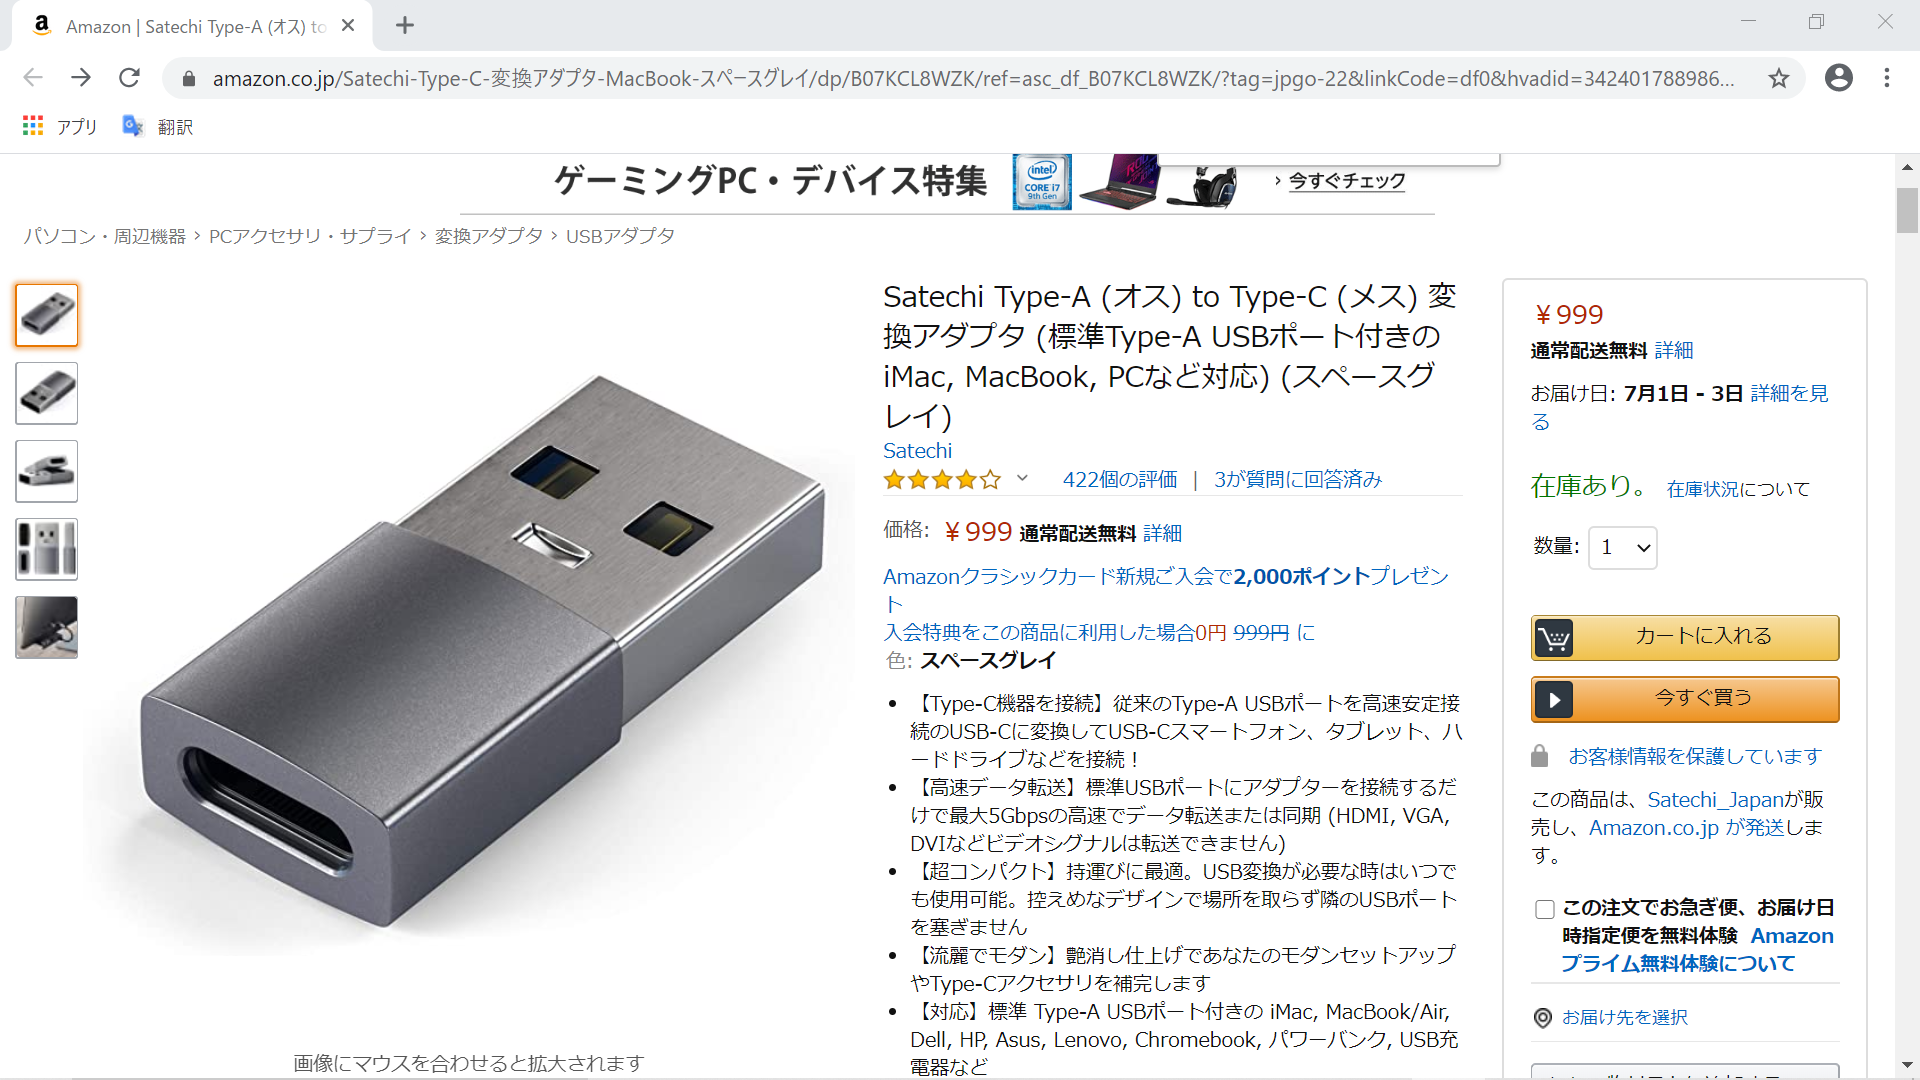 Amazon | Satechi Type-A (オス) to
amazon.co.jp/Satechi-Type-C-変換アダプタ-MacBook-スペースグレイ/dp/B07KCL8WZK/ref=asc_df_B07KCL8WZK/?tag=jpgo-22&linkCode=df0&hvadid=342401788986...
アプリ 翻訳
ゲーミングPC・デバイス特集 › 今すぐチェック
intel
CORE i7
9th Gen
パソコン・周辺機器 › PCアクセサリ・サプライ › 変換アダプタ › USBアダプタ
Satechi Type-A (オス) to Type-C (メス) 変
換アダプタ (標準Type-A USBポート付きの
iMac, MacBook, PCなど対応) (スペースグ
レイ)
Satechi
422個の評価 | 3が質問に回答済み
価格: ￥999 通常配送無料 詳細
Amazonクラシックカード新規ご入会で2,000ポイントプレゼン
ト
入会特典をこの商品に利用した場合0円 999円 に
色: スペースグレイ
• 【Type-C機器を接続】従来のType-A USBポートを高速安定接
続のUSB-Cに変換してUSB-Cスマートフォン、タブレット、ハ
ードドライブなどを接続！
• 【高速データ転送】標準USBポートにアダプターを接続するだ
けで最大5Gbpsの高速でデータ転送または同期 (HDMI, VGA,
DVIなどビデオシグナルは転送できません)
• 【超コンパクト】持運びに最適。USB変換が必要な時はいつで
も使用可能。控えめなデザインで場所を取らず隣のUSBポート
を塞ぎません
• 【流麗でモダン】艶消し仕上げであなたのモダンセットアップ
やType-Cアクセサリを補完します
• 【対応】標準 Type-A USBポート付きの iMac, MacBook/Air,
Dell, HP, Asus, Lenovo, Chromebook, パワーバンク, USB充
電器など
画像にマウスを合わせると拡大されます
￥999
通常配送無料 詳細
お届け日: 7月1日 - 3日 詳細を見
る
在庫あり。 在庫状況について
数量: 1
カートに入れる
今すぐ買う
お客様情報を保護しています
この商品は、Satechi_Japanが販
売し、Amazon.co.jp が発送しま
す。
この注文でお急ぎ便、お届け日
時指定便を無料体験 Amazon
プライム無料体験について
お届け先を選択